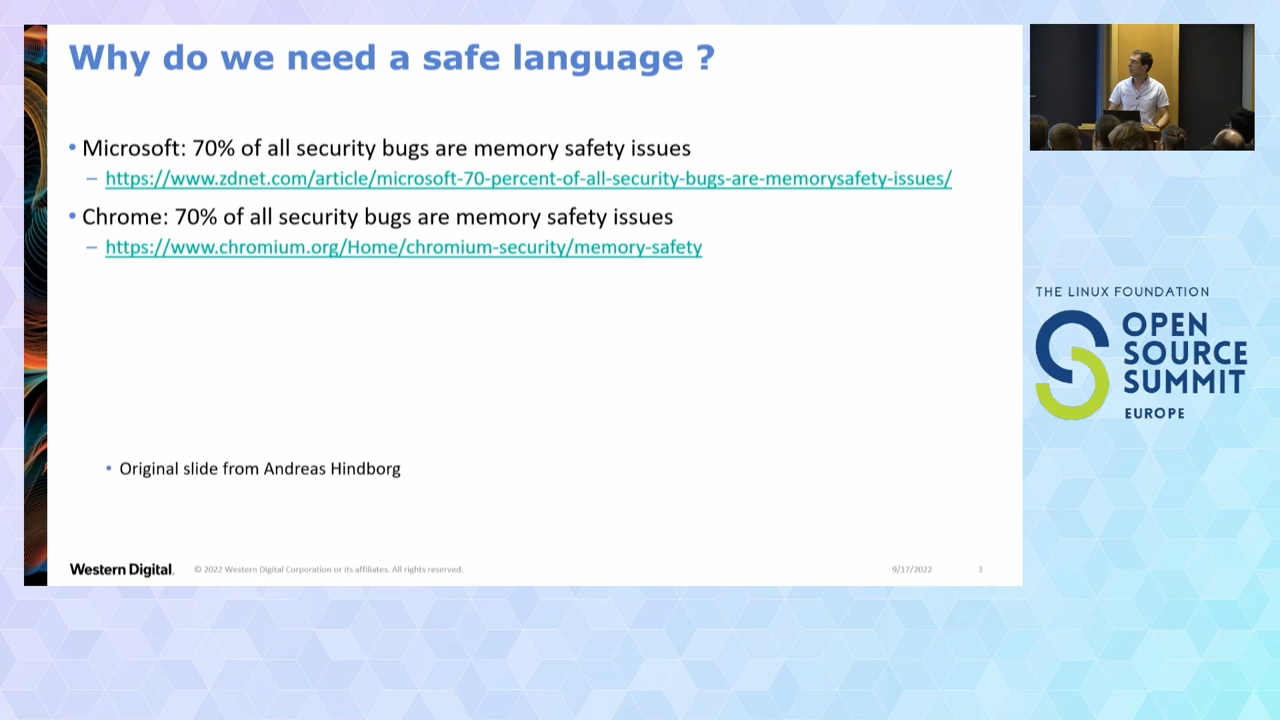 Why do we need a safe language ?
• Microsoft: 70% of all security bugs are memory safety issues
– https://www.zdnet.com/article/microsoft-70-percent-of-all-security-bugs-are-memorysafety-issues/
• Chrome: 70% of all security bugs are memory safety issues
– https://www.chromium.org/Home/chromium-security/memory-safety
• Original slide from Andreas Hindborg
Western Digital.
© 2022 Western Digital Corporation or its affiliates. All rights reserved.
9/17/2022
3
THE LINUX FOUNDATION
OPEN
SOURCE
SUMMIT
EUROPE